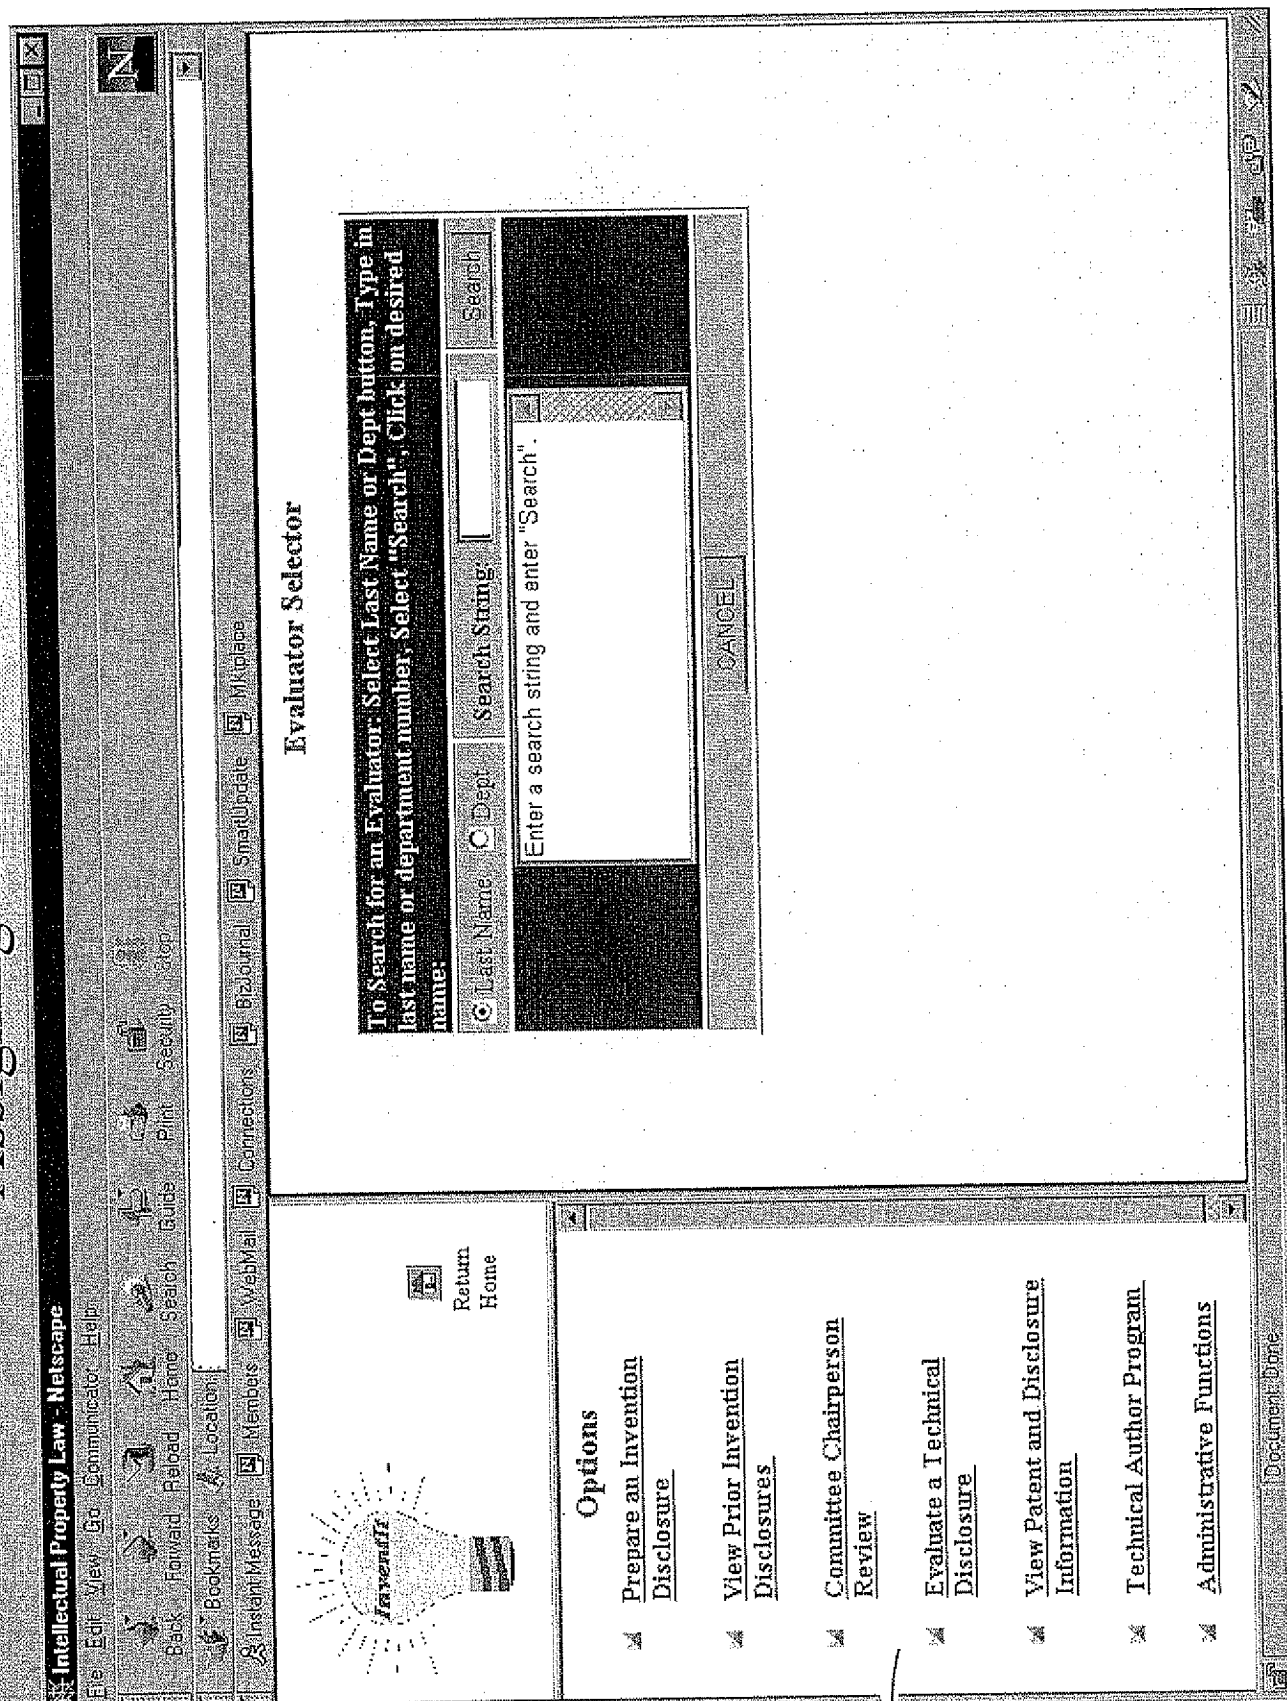 Intellectual Property Law - Netscape
File Edit View Go Communicator Help
Back Forward Reload Home Search Guide Print Security Stop
Bookmarks Location:
Instant Message Members WebMail Connections BizJournal SmartUpdate Mktplace
InventIt
Return
Home
Options
Prepare an Invention
Disclosure
View Prior Invention
Disclosures
Committee Chairperson
Review
Evaluate a Technical
Disclosure
View Patent and Disclosure
Information
Technical Author Program
Administrative Functions
Evaluator Selector
To Search for an Evaluator: Select Last Name or Dept button, Type in
last name or department number, Select "Search", Click on desired
name:
Last Name Dept Search String: Search
Enter a search string and enter "Search".
CANCEL
Document: Done